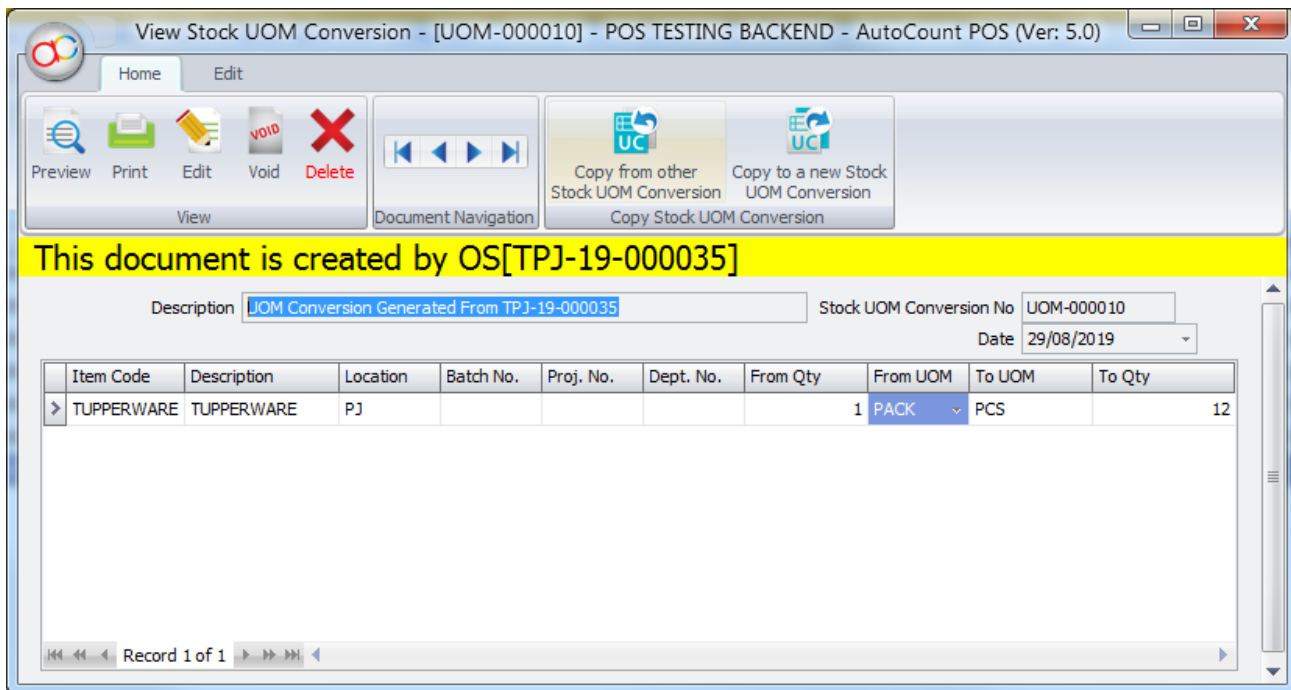 View Stock UOM Conversion - [UOM-000010] - POS TESTING BACKEND - AutoCount POS (Ver: 5.0)
Home Edit
Preview Print Edit Void Delete
VOID
UC UC
Copy from other Stock UOM Conversion
Copy to a new Stock UOM Conversion
View Document Navigation Copy Stock UOM Conversion
This document is created by OS[TPJ-19-000035]
Description UOM Conversion Generated From TPJ-19-000035 Stock UOM Conversion No UOM-000010
Date 29/08/2019
Item Code Description Location Batch No. Proj. No. Dept. No. From Qty From UOM To UOM To Qty
TUPPERWARE TUPPERWARE PJ 1 PACK PCS 12
Record 1 of 1